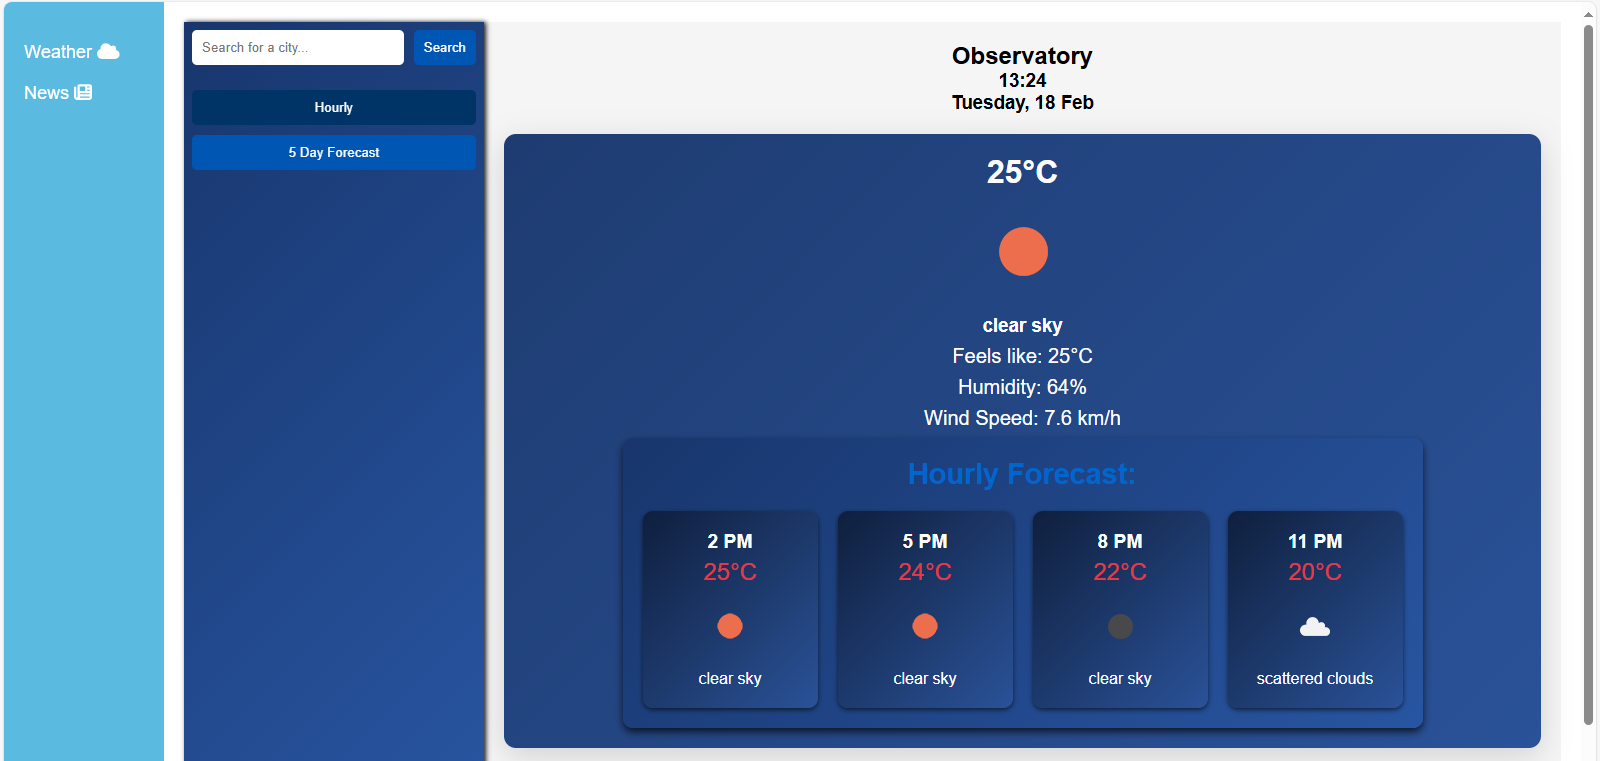 Weather
News
Search for a city...
Search
Hourly
5 Day Forecast
Observatory
13:24
Tuesday, 18 Feb
25°C
clear sky
Feels like: 25°C
Humidity: 64%
Wind Speed: 7.6 km/h
Hourly Forecast:
2 PM
25°C
clear sky
5 PM
24°C
clear sky
8 PM
22°C
clear sky
11 PM
20°C
scattered clouds